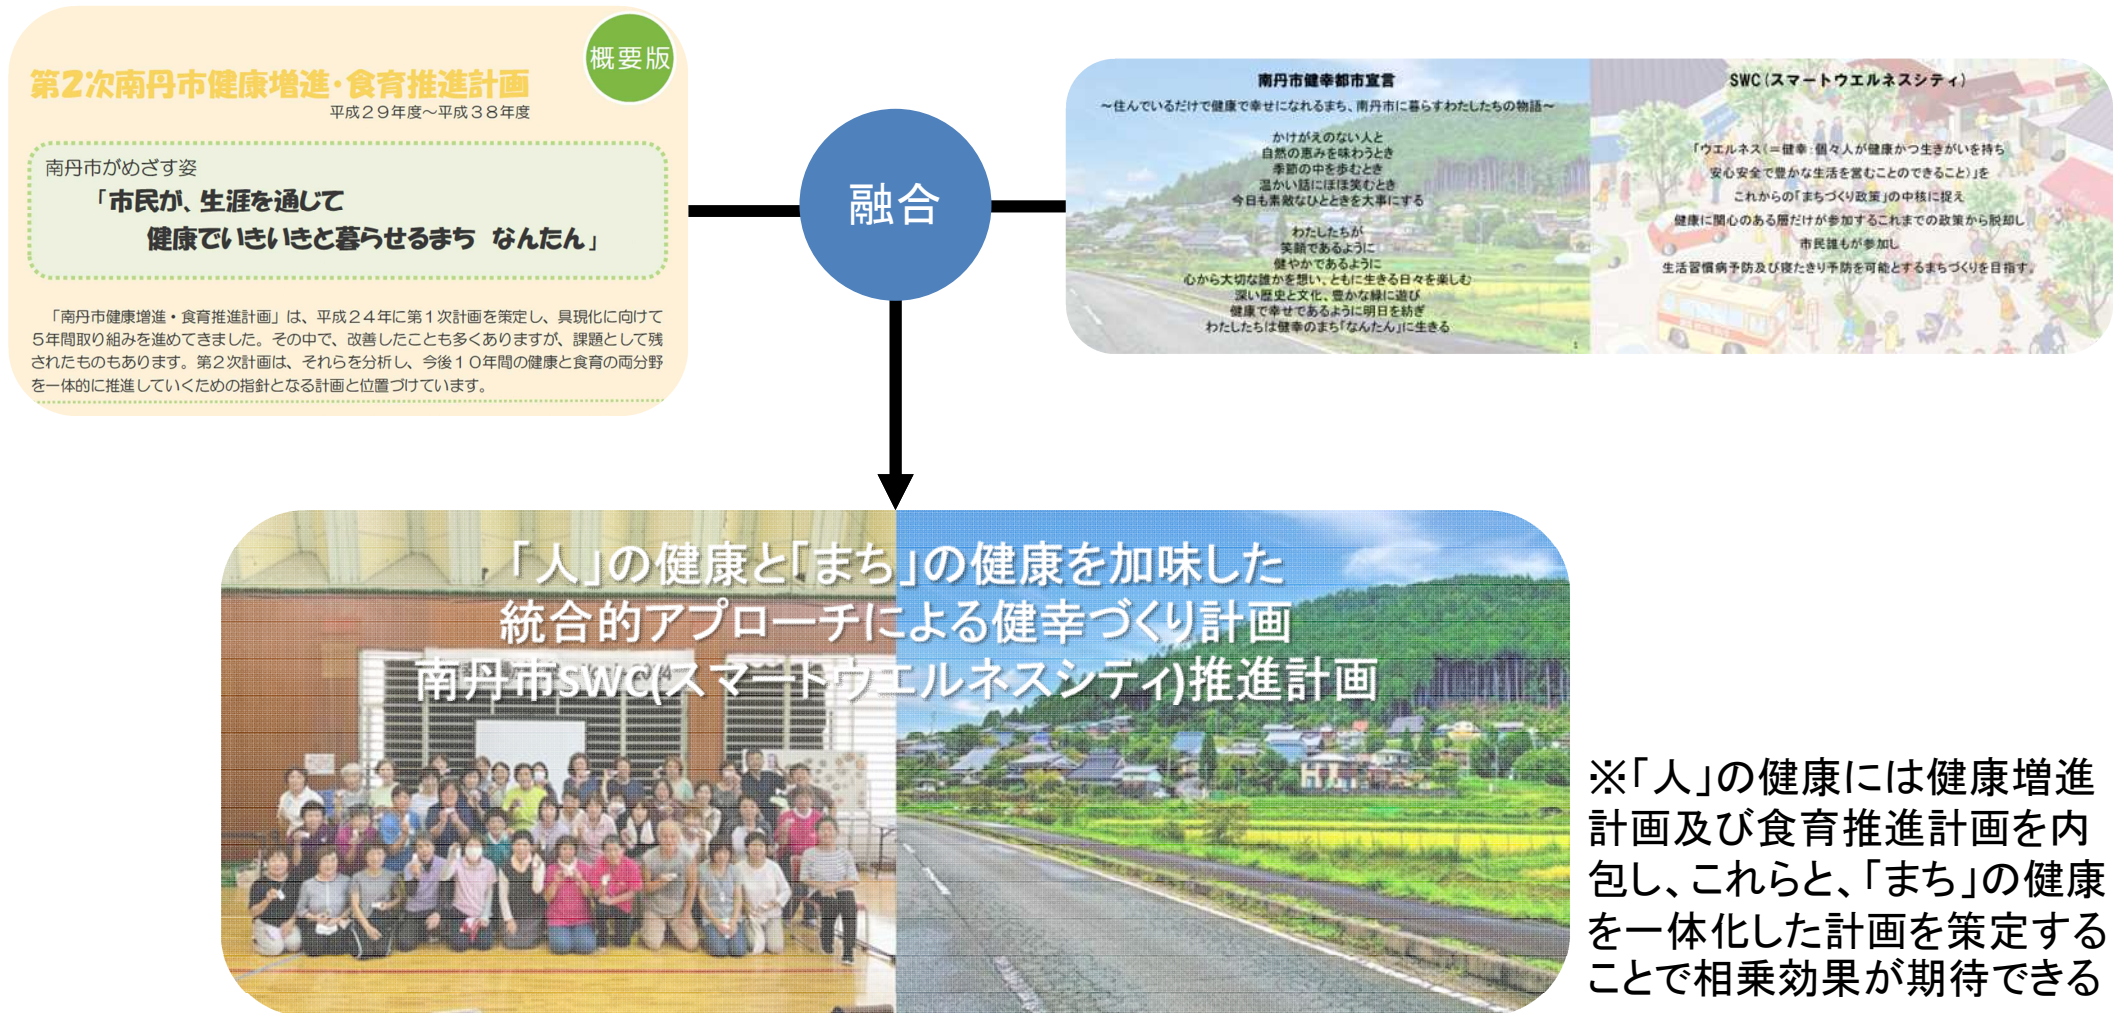 概要版
第2次南丹市健康増進・食育推進計画
平成29年度～平成38年度
南丹市がめざす姿
「市民が、生涯を通じて
健康でいきいきと暮らせるまち なんたん」
「南丹市健康増進・食育推進計画」は、平成24年に第1次計画を策定し、具現化に向けて
5年間取り組みを進めてきました。その中で、改善したことも多くありますが、課題として残
されたものもあります。第2次計画は、それらを分析し、今後10年間の健康と食育の両分野
を一体的に推進していくための指針となる計画と位置づけています。
融合
南丹市健幸都市宣言
～住んでいるだけで健康で幸せになれるまち、南丹市に暮らすわたしたちの物語～
かけがえのない人と
自然の恵みを味わうとき
季節の中を歩むとき
温かい話にほほ笑むとき
今日も素敵なひとときを大事にする
わたしたちが
笑顔であるように
健やかであるように
心から大切な誰かを想い、ともに生きる日々を楽しむ
深い歴史と文化、豊かな緑に遊び
健康で幸せであるように明日を紡ぎ
わたしたちは健幸のまち「なんたん」に生きる
1
SWC(スマートウエルネスシティ)
「ウエルネス(=健幸:個々人が健康かつ生きがいを持ち
安心安全で豊かな生活を営むことのできること)」を
これからの「まちづくり政策」の中核に捉え
健康に関心のある層だけが参加するこれまでの政策から脱却し
市民誰もが参加し
生活習慣病予防及び寝たきり予防を可能とするまちづくりを目指す。
「人」の健康と「まち」の健康を加味した
統合的アプローチによる健幸づくり計画
南丹市SWC(スマートウエルネスシティ)推進計画
※「人」の健康には健康増進
計画及び食育推進計画を内
包し、これらと、「まち」の健康
を一体化した計画を策定する
ことで相乗効果が期待できる